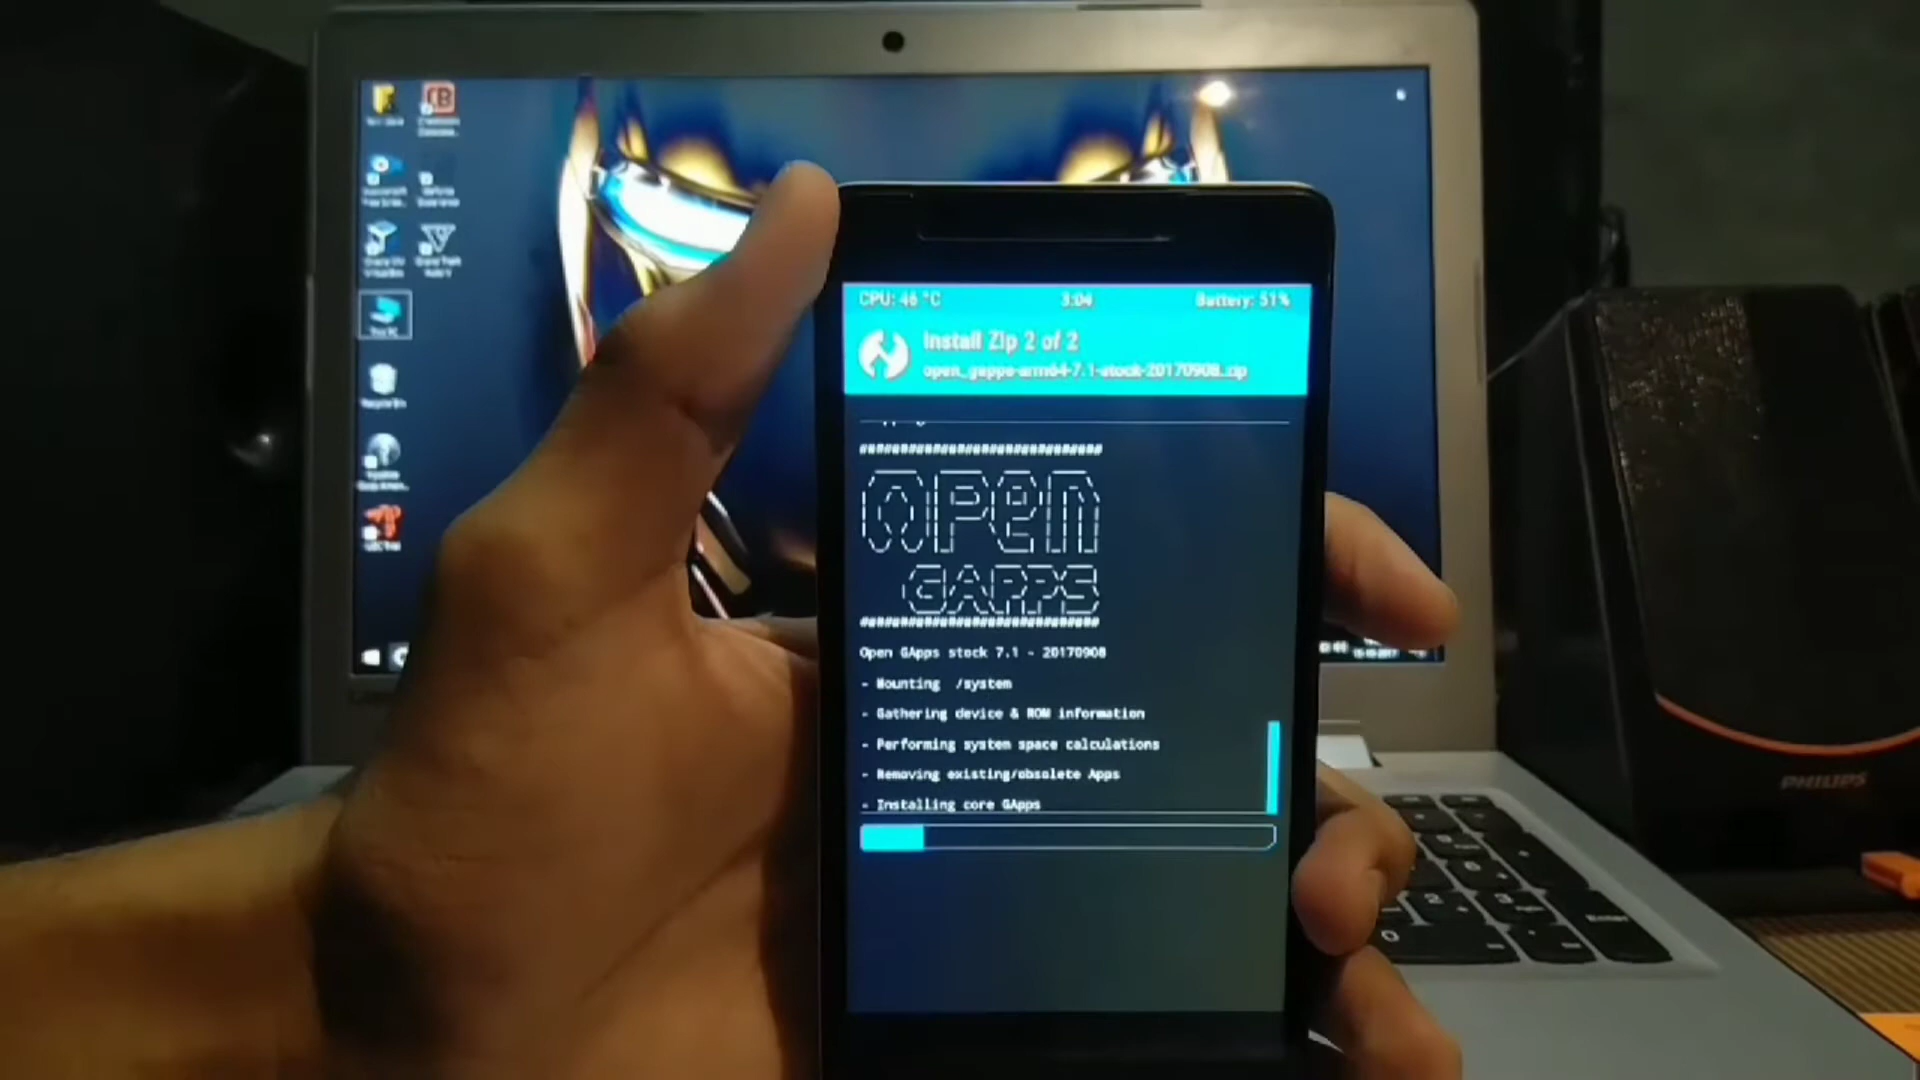 CPU: 46 °C 3:04 Battery: 51%
Install Zip 2 of 2
open_gapps-arm64-7.1-stock-20170908.zip
##############################
OPEN
GAPPS
##############################
Open GApps stock 7.1 - 20170908
- Mounting /system
- Gathering device & ROM information
- Performing system space calculations
- Removing existing/obsolete Apps
- Installing core GApps
PHILIPS
Enter
0